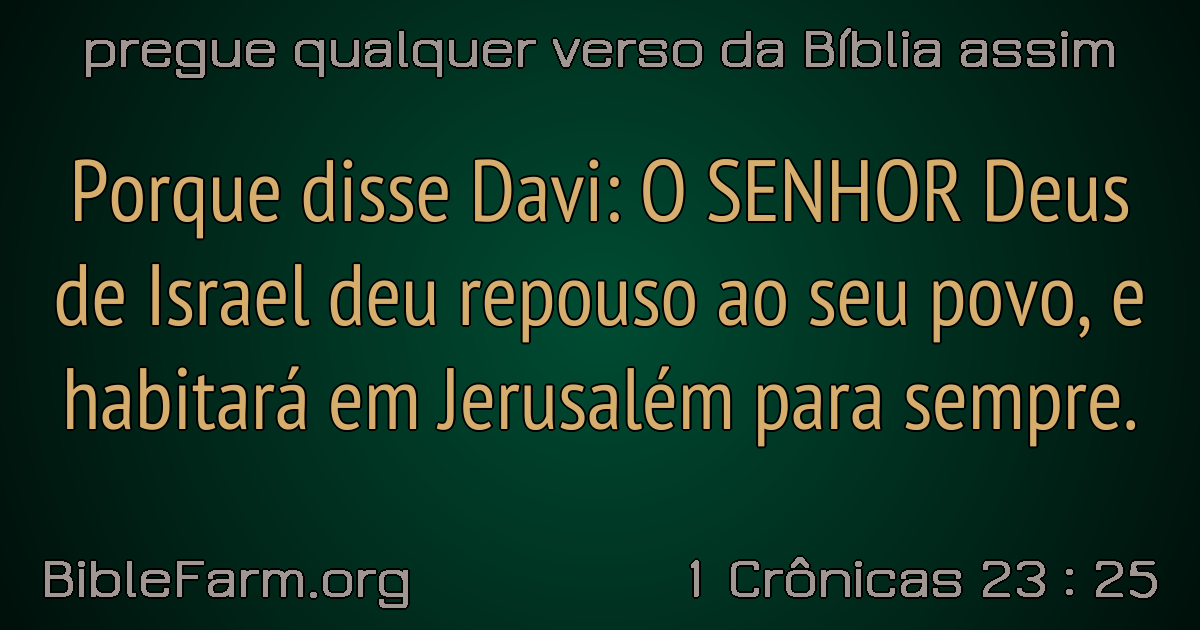 pregue qualquer verso da Bíblia assim
Porque disse Davi: O SENHOR Deus
de Israel deu repouso ao seu povo, e
habitará em Jerusalém para sempre.
BibleFarm.org
1 Crônicas 23 : 25